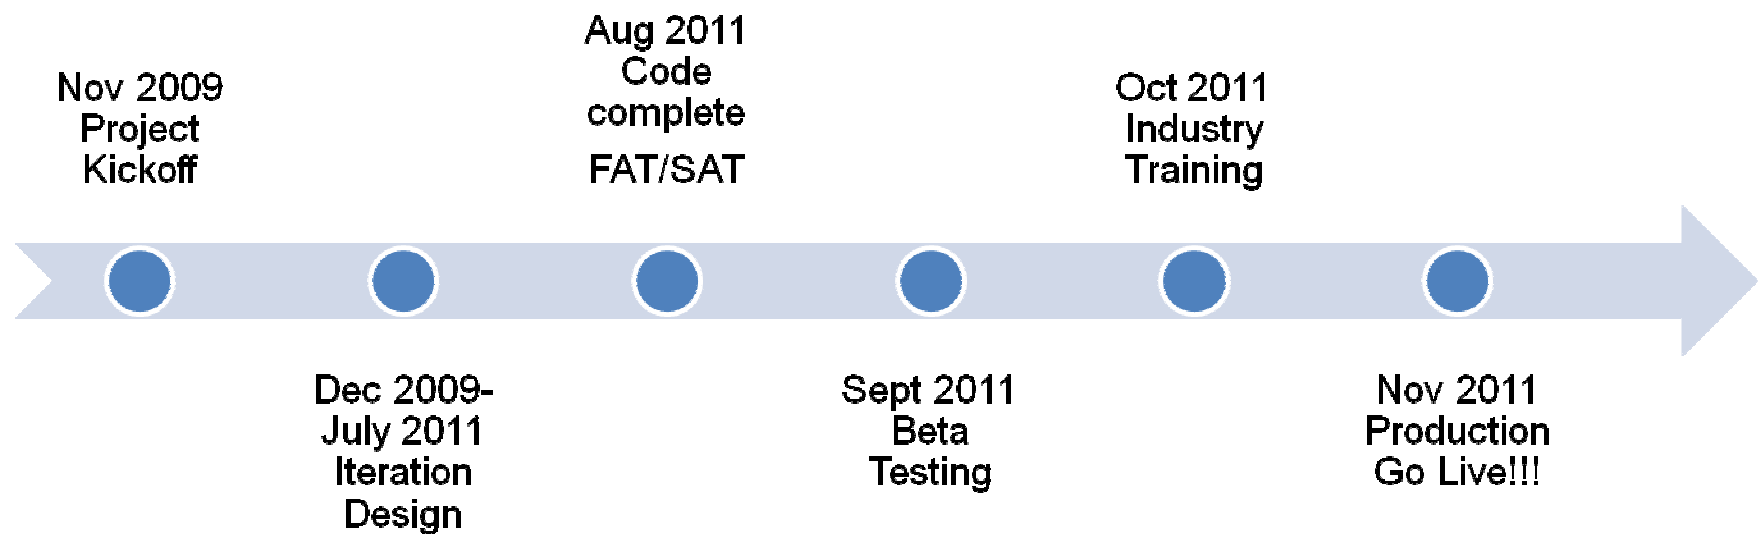 Nov 2009
Project
Kickoff
Dec 2009-
July 2011
Iteration
Design
Aug 2011
Code
complete
FAT/SAT
Sept 2011
Beta
Testing
Oct 2011
Industry
Training
Nov 2011
Production
Go Live!!!